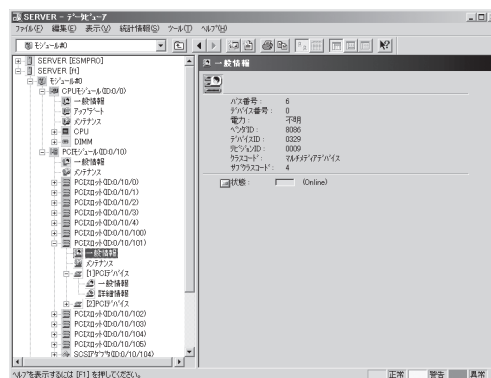 SERVER - ﾃﾞｰﾀﾋﾞｭｰｱ
ﾌｧｲﾙ(F) 編集(E) 表示(V) 統計情報(S) ﾂｰﾙ(T) ﾍﾙﾌﾟ(H)
ﾓｼﾞｭｰﾙ#0
SERVER [ESMPRO]
SERVER [ft]
ﾓｼﾞｭｰﾙ#0
CPUﾓｼﾞｭｰﾙ(ID:0/0)
一般情報
ｱｯﾌﾟﾃﾞｰﾄ
ﾒﾝﾃﾅﾝｽ
CPU
DIMM
PCIﾓｼﾞｭｰﾙ(ID:0/10)
一般情報
ﾒﾝﾃﾅﾝｽ
PCIｽﾛｯﾄ(ID:0/10/0)
PCIｽﾛｯﾄ(ID:0/10/1)
PCIｽﾛｯﾄ(ID:0/10/2)
PCIｽﾛｯﾄ(ID:0/10/3)
PCIｽﾛｯﾄ(ID:0/10/4)
PCIｽﾛｯﾄ(ID:0/10/100)
PCIｽﾛｯﾄ(ID:0/10/101)
一般情報
ﾒﾝﾃﾅﾝｽ
[1]PCIﾃﾞﾊﾞｲｽ
一般情報
詳細情報
[2]PCIﾃﾞﾊﾞｲｽ
PCIｽﾛｯﾄ(ID:0/10/102)
PCIｽﾛｯﾄ(ID:0/10/103)
PCIｽﾛｯﾄ(ID:0/10/104)
PCIｽﾛｯﾄ(ID:0/10/105)
SCSIｱﾀﾞﾌﾟﾀ(ID:0/10/104)
一般情報
ﾊﾞｽ番号: 6
ﾃﾞﾊﾞｲｽ番号: 0
電力: 不明
ﾍﾞﾝﾀﾞID: 8086
ﾃﾞﾊﾞｲｽID: 0329
ﾘﾋﾞｼﾞｮﾝID: 0009
ｸﾗｽｺｰﾄﾞ: ﾏﾙﾁﾒﾃﾞｨｱﾃﾞﾊﾞｲｽ
ｻﾌﾞｸﾗｽｺｰﾄﾞ: 4
状態: (Online)
ﾍﾙﾌﾟを表示するには [F1] を押してください。
正常 警告 異常